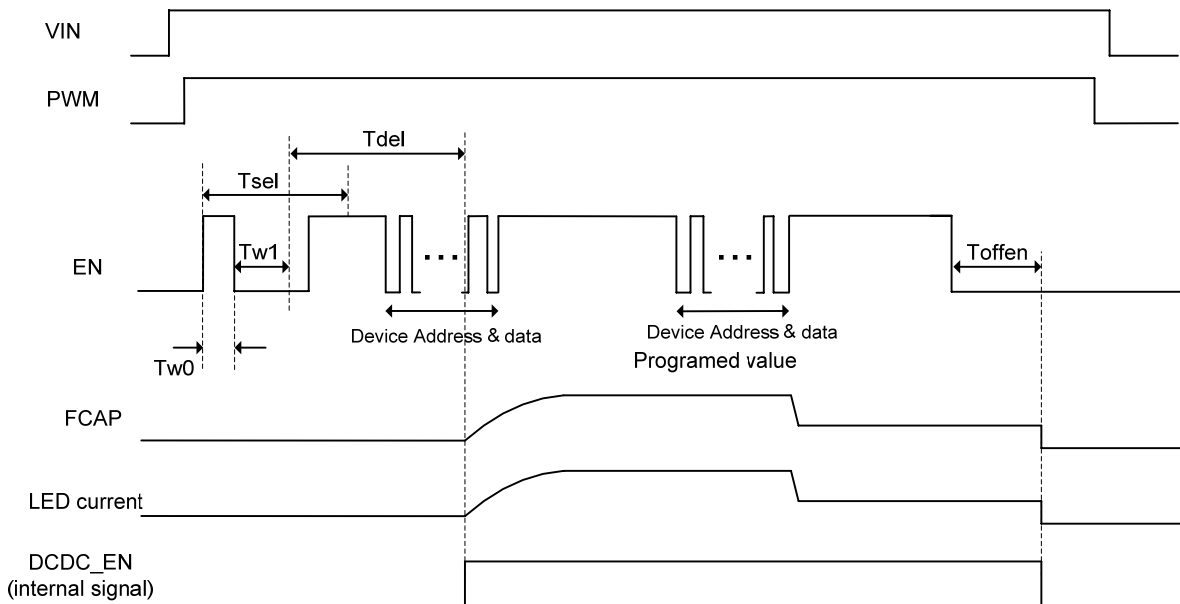 VIN
PWM
Tdel
Tsel
Tw1
EN
...
...
Toffen
Device Address & data
Device Address & data
Tw0
Programed value
FCAP
LED current
DCDC_EN
(internal signal)